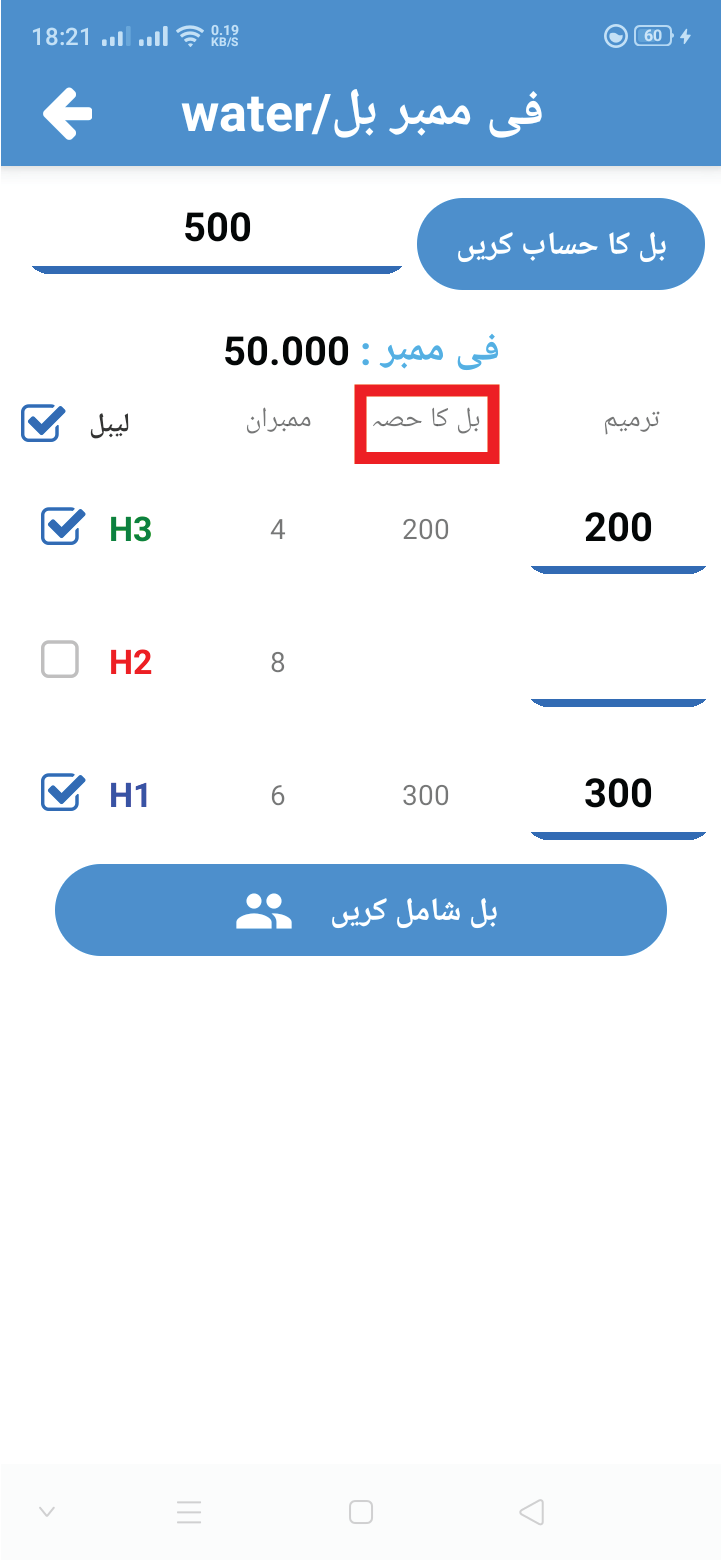 18:21 0.19 KB/S 60
فی ممبر بل/water
500
بل کا حساب کریں
فی ممبر : 50.000
لیبل ممبران بل کا حصہ ترمیم
H3 4 200 200
H2 8
H1 6 300 300
بل شامل کریں